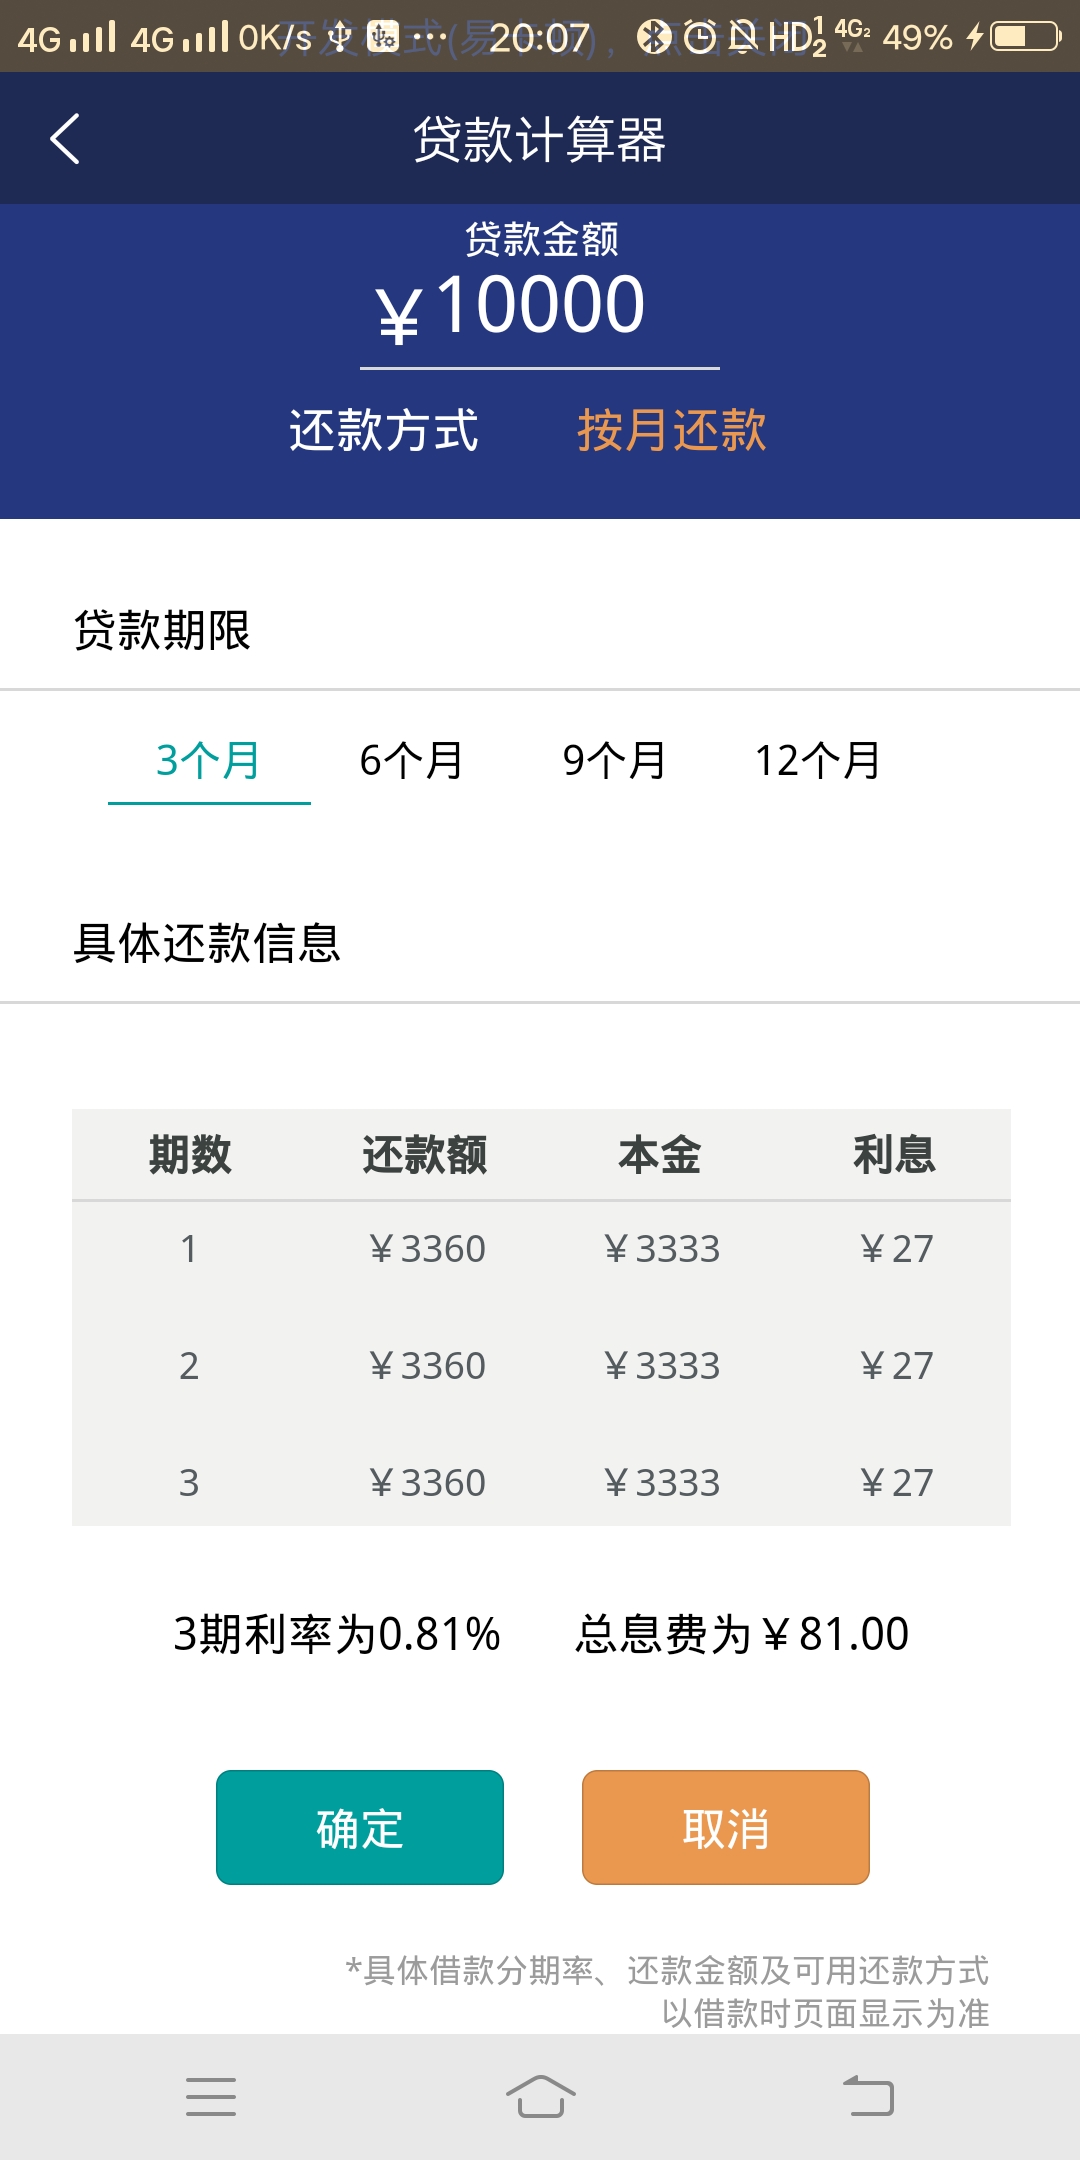 4G 4G 0K/s ··· 20:07 HD 1 2 4G2 49%
贷款计算器
贷款金额
¥10000
还款方式 按月还款
贷款期限
3个月 6个月 9个月 12个月
具体还款信息
期数 还款额 本金 利息
1 ¥3360 ¥3333 ¥27
2 ¥3360 ¥3333 ¥27
3 ¥3360 ¥3333 ¥27
3期利率为0.81% 总息费为¥81.00
确定 取消
*具体借款分期率、还款金额及可用还款方式
以借款时页面显示为准